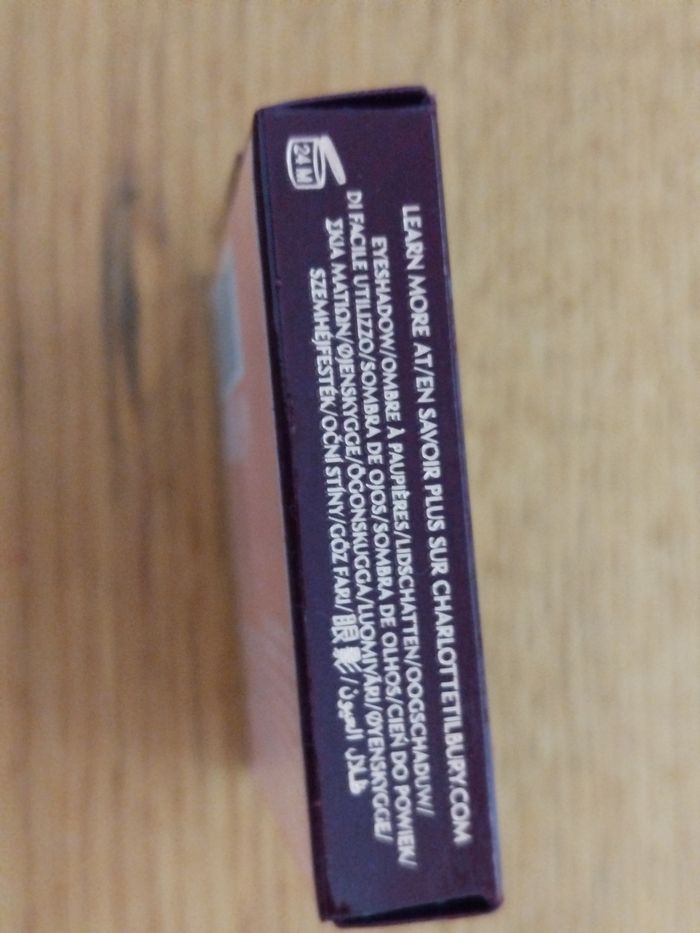 LEARN MORE AT/EN SAVOIR PLUS SUR CHARLOTTETILBURY.COM
EYESHADOW/OMBRE À PAUPIÈRES/LIDSCHATTEN/OOGSCHADUW/
DI FACILE UTILIZZO/SOMBRA DE OJOS/SOMBRA DE OLHOS/CIEŃ DO POWIEK/
ΣΚΙΑ ΜΑΤΙΩΝ/ØJENSKYGGE/ÖGONSKUGGA/LUOMIVÄRI/ØYENSKYGGE/
SZEMHÉJFESTÉK/OČNÍ STÍNY/GÖZ FARI/眼影/ظلال العيون
24 M